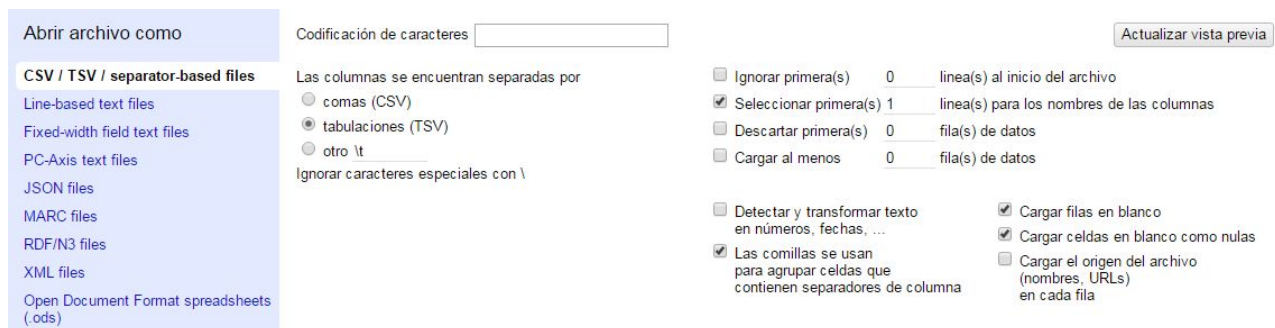 Abrir archivo como
CSV / TSV / separator-based files
Line-based text files
Fixed-width field text files
PC-Axis text files
JSON files
MARC files
RDF/N3 files
XML files
Open Document Format spreadsheets
(.ods)
Codificación de caracteres
Actualizar vista previa
Las columnas se encuentran separadas por
comas (CSV)
tabulaciones (TSV)
otro \t
Ignorar caracteres especiales con \
Ignorar primera(s) 0 linea(s) al inicio del archivo
Seleccionar primera(s) 1 linea(s) para los nombres de las columnas
Descartar primera(s) 0 fila(s) de datos
Cargar al menos 0 fila(s) de datos
Detectar y transformar texto
en números, fechas, ...
Las comillas se usan
para agrupar celdas que
contienen separadores de columna
Cargar filas en blanco
Cargar celdas en blanco como nulas
Cargar el origen del archivo
(nombres, URLs)
en cada fila